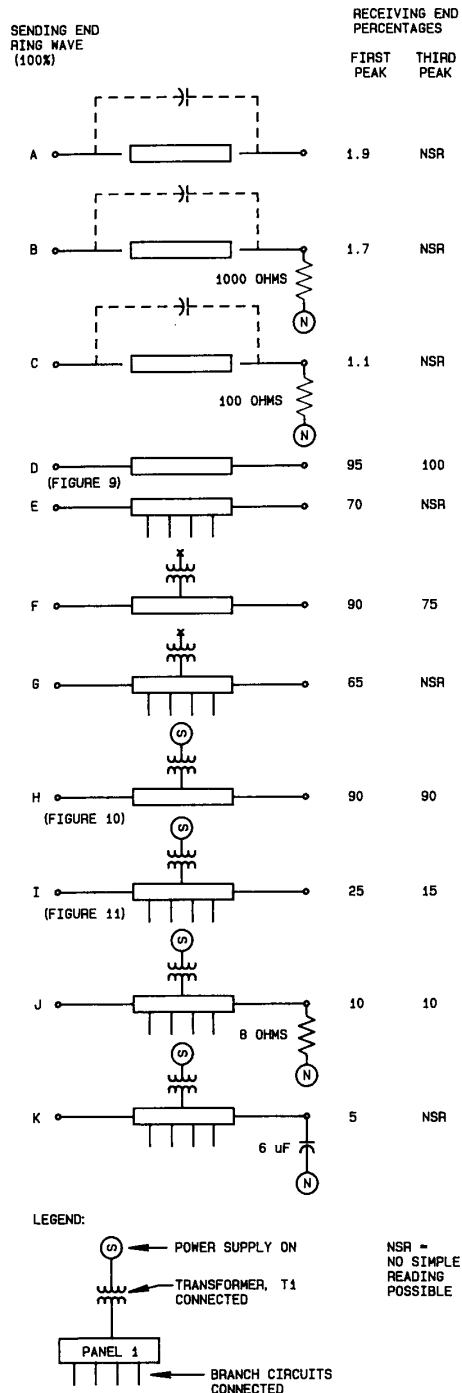 SENDING END
RING WAVE
(100%)
RECEIVING END
PERCENTAGES
FIRST PEAK THIRD PEAK
A 1.9 NSR
B 1.7 NSR
1000 OHMS
N
C 1.1 NSR
100 OHMS
N
D 95 100
(FIGURE 9)
E 70 NSR
x
F 90 75
x
G 65 NSR
S
H 90 90
(FIGURE 10)
S
I 25 15
(FIGURE 11)
S
J 10 10
8 OHMS
N
S
K 5 NSR
6 uF
N
LEGEND:
S POWER SUPPLY ON
TRANSFORMER, T1
CONNECTED
PANEL 1
BRANCH CIRCUITS
CONNECTED
NSR =
NO SIMPLE
READING
POSSIBLE